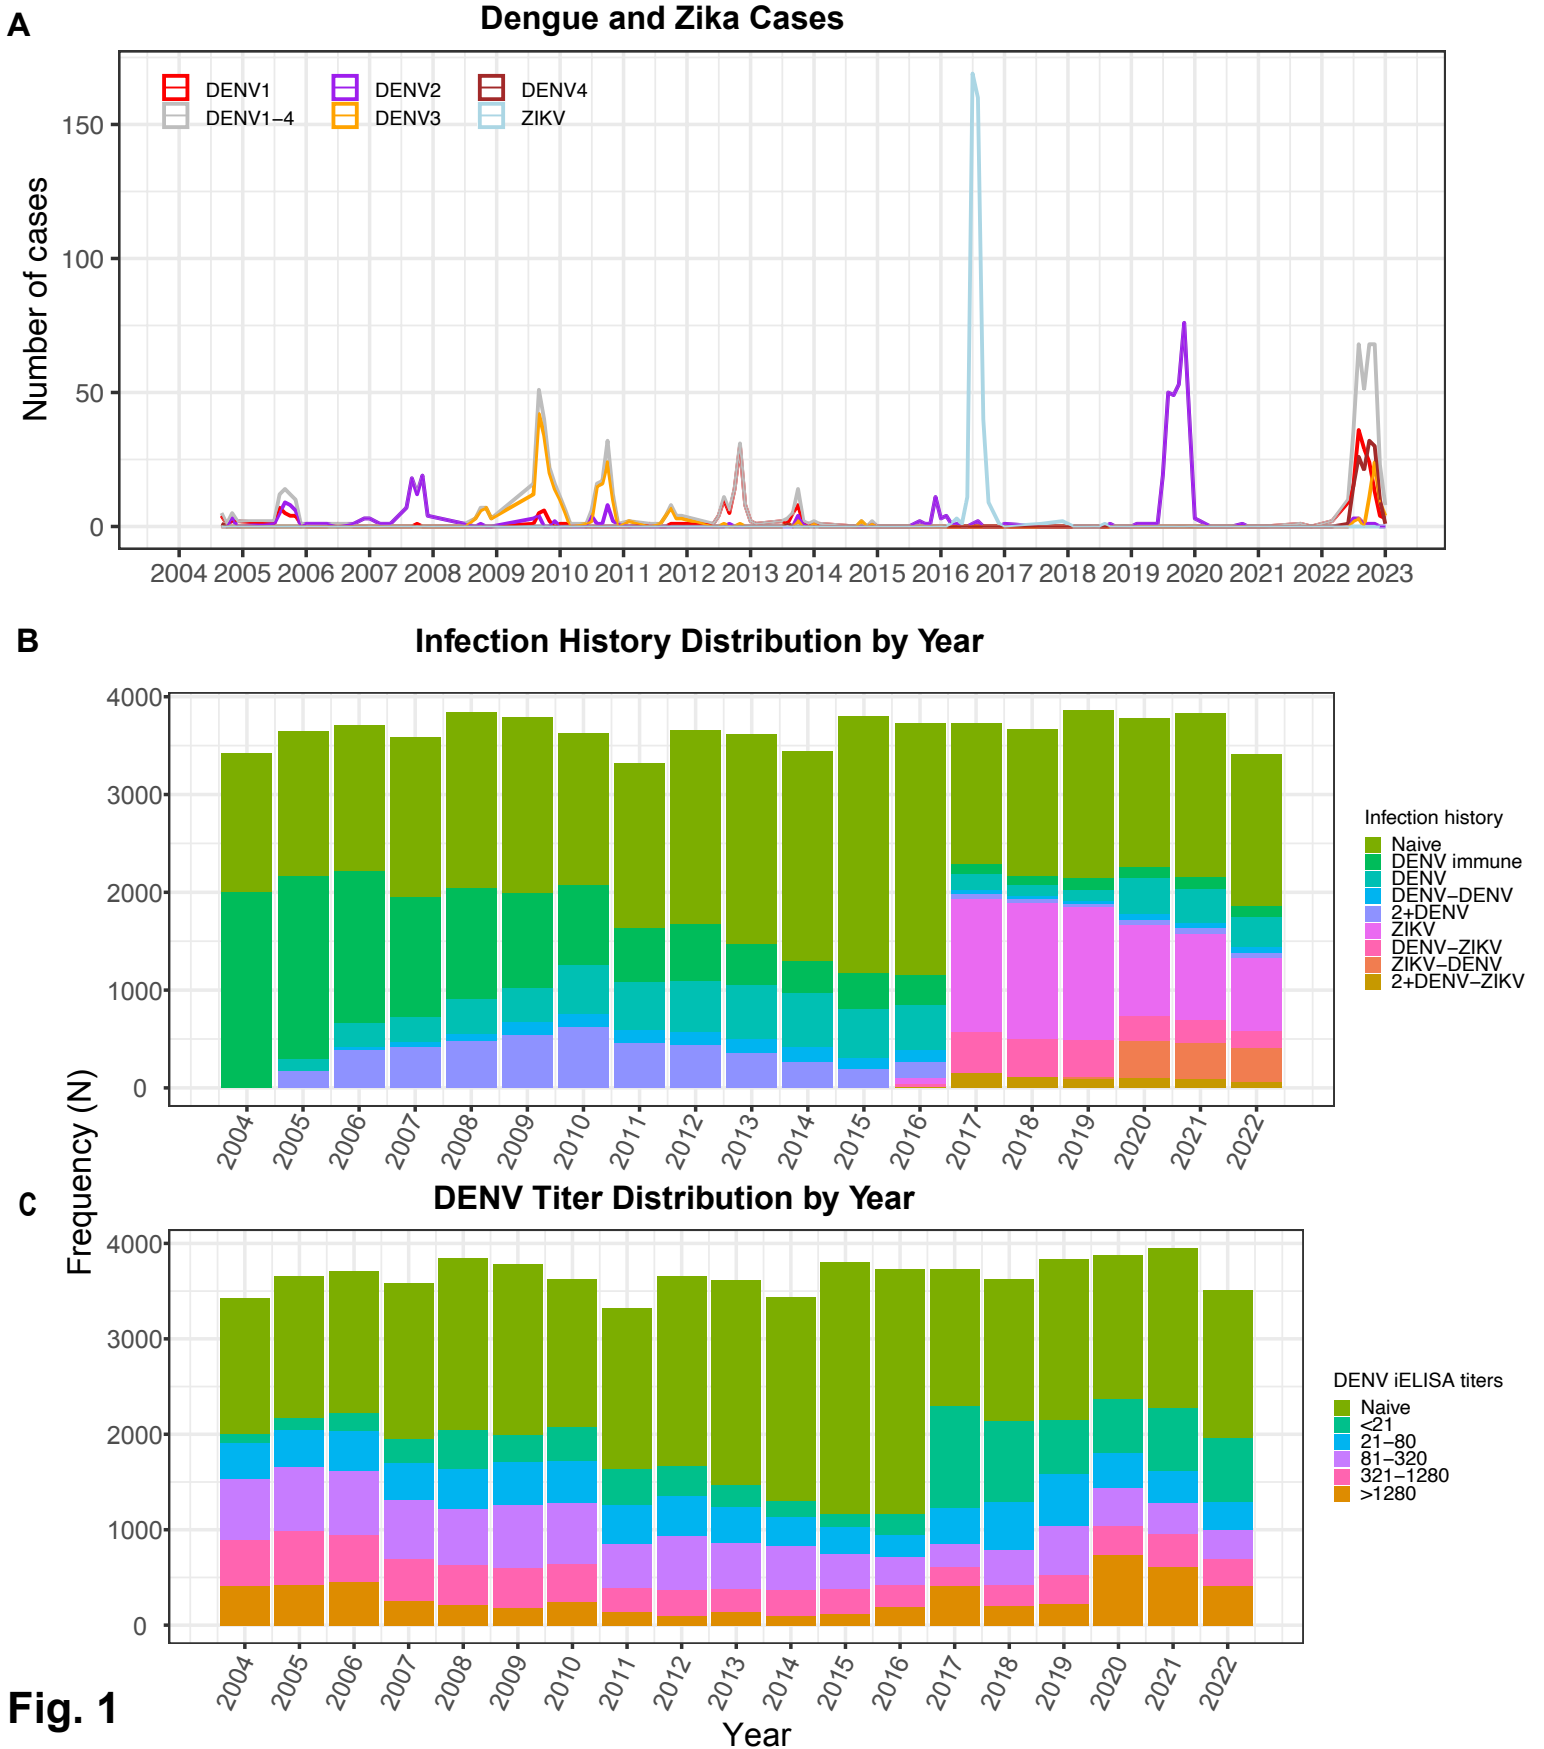 A
Dengue and Zika Cases
DENV1 DENV2 DENV4
DENV1−4 DENV3 ZIKV
Number of cases
150
100
50
0
2004 2005 2006 2007 2008 2009 2010 2011 2012 2013 2014 2015 2016 2017 2018 2019 2020 2021 2022 2023
B
Infection History Distribution by Year
4000
3000
2000
1000
0
Infection history
Naive
DENV immune
DENV
DENV−DENV
2+DENV
ZIKV
DENV−ZIKV
ZIKV−DENV
2+DENV−ZIKV
2004 2005 2006 2007 2008 2009 2010 2011 2012 2013 2014 2015 2016 2017 2018 2019 2020 2021 2022
Frequency (N)
C
DENV Titer Distribution by Year
4000
3000
2000
1000
0
DENV iELISA titers
Naive
<21
21−80
81−320
321−1280
>1280
2004 2005 2006 2007 2008 2009 2010 2011 2012 2013 2014 2015 2016 2017 2018 2019 2020 2021 2022
Year
Fig. 1